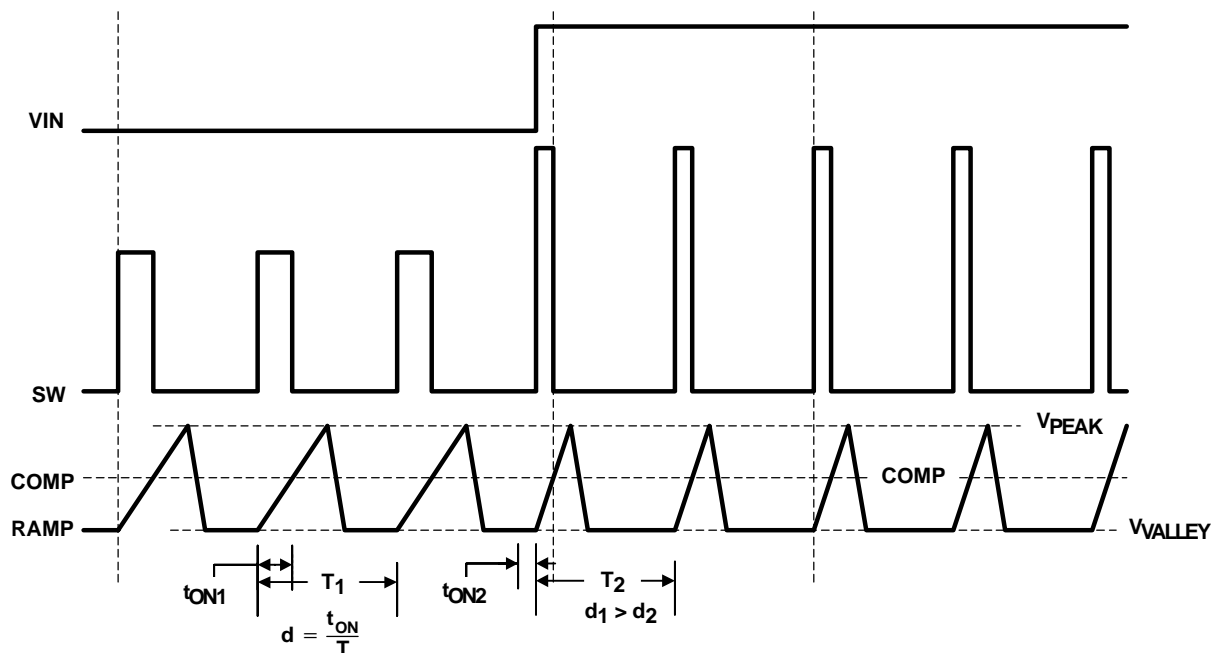 VIN
SW
VPEAK
COMP
COMP
RAMP
VVALLEY
tON1
T1
tON2
T2
d1 > d2
d = tON
T